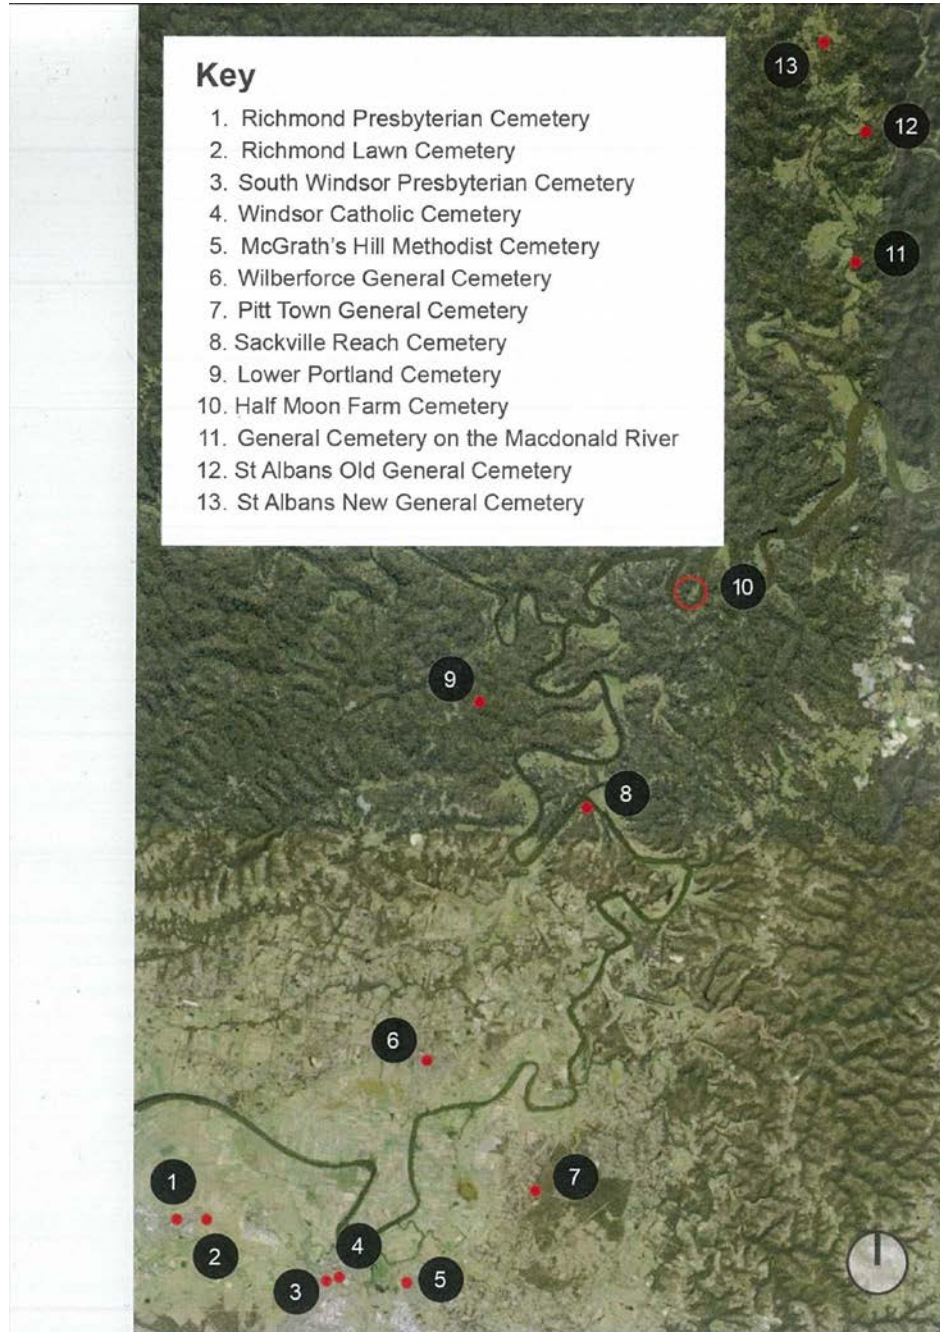 Key
1. Richmond Presbyterian Cemetery
2. Richmond Lawn Cemetery
3. South Windsor Presbyterian Cemetery
4. Windsor Catholic Cemetery
5. McGrath's Hill Methodist Cemetery
6. Wilberforce General Cemetery
7. Pitt Town General Cemetery
8. Sackville Reach Cemetery
9. Lower Portland Cemetery
10. Half Moon Farm Cemetery
11. General Cemetery on the Macdonald River
12. St Albans Old General Cemetery
13. St Albans New General Cemetery
13
12
11
10
9
8
6
7
1
2
4
3
5